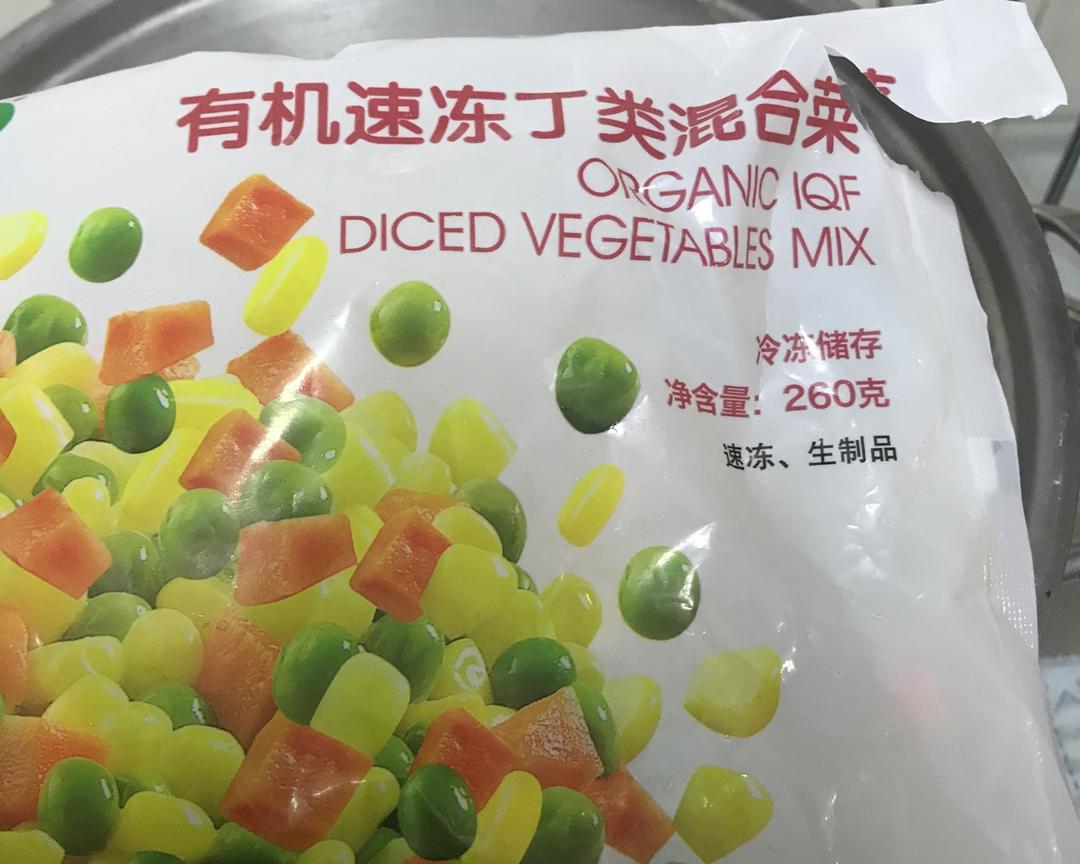 有机速冻丁类混合菜
ORGANIC IQF
DICED VEGETABLES MIX
冷冻储存
净含量：260克
速冻、生制品